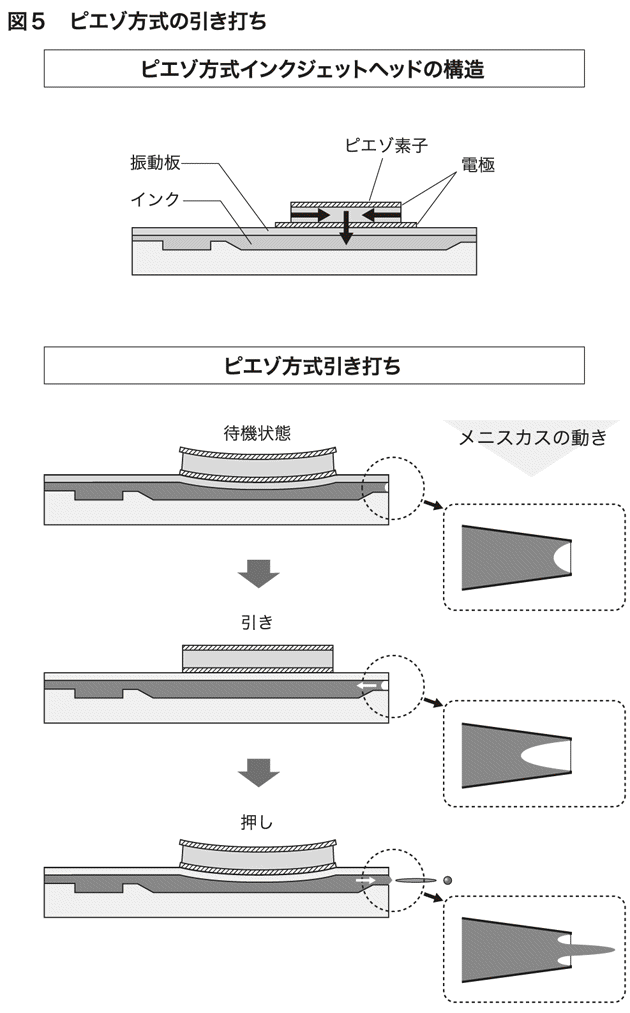 図5 ピエゾ方式の引き打ち
ピエゾ方式インクジェットヘッドの構造
ピエゾ素子
振動板
電極
インク
ピエゾ方式引き打ち
待機状態
メニスカスの動き
引き
押し